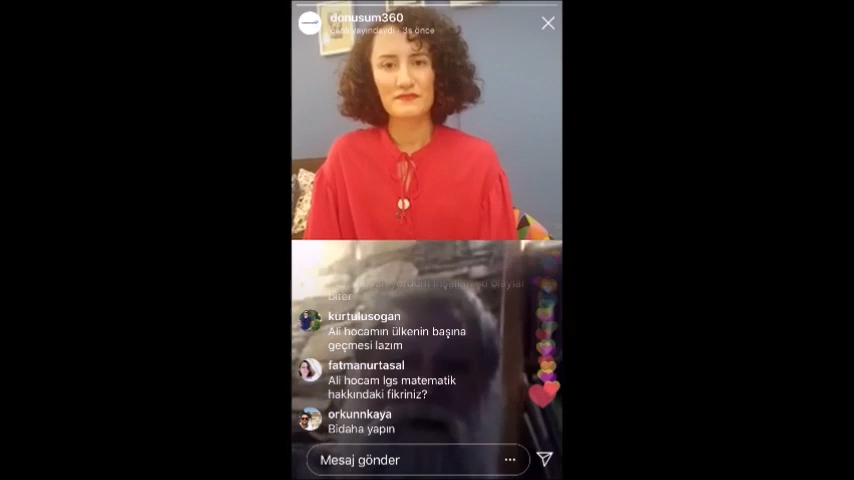 donusum360
canlı yayındaydı · 3s önce
biter
kurtulusogan
Ali hocamın ülkenin başına
geçmesi lazım
fatmanurtasal
Ali hocam lgs matematik
hakkındaki fikriniz?
orkunnkaya
Bidaha yapın
Mesaj gönder